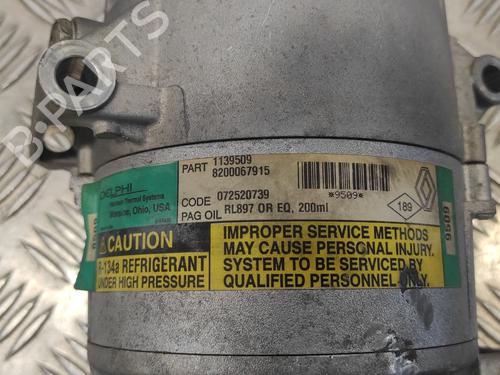 B-PARTS
DELPHI
Thermal Systems
Moraine, Ohio, USA
PART 1139509
8200067915
CODE 072520739
*9509*
PAG OIL RL897 OR EQ, 200ml
189
9509
CAUTION
R-134a REFRIGERANT
UNDER HIGH PRESSURE
IMPROPER SERVICE METHODS
MAY CAUSE PERSONAL INJURY.
SYSTEM TO BE SERVICED BY
QUALIFIED PERSONNEL ONLY.